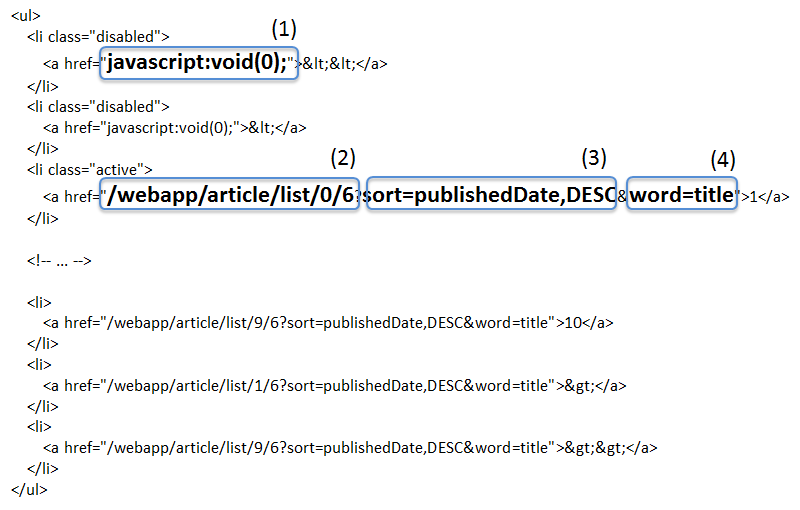 <ul>
<li class="disabled">
(1)
<a href="javascript:void(0);">&lt;&lt;</a>
</li>
<li class="disabled">
<a href="javascript:void(0);">&lt;</a>
</li>
<li class="active">
(2) (3) (4)
<a href="/webapp/article/list/0/6?sort=publishedDate,DESC&word=title">1</a>
</li>
<!-- ... -->
<li>
<a href="/webapp/article/list/9/6?sort=publishedDate,DESC&word=title">10</a>
</li>
<li>
<a href="/webapp/article/list/1/6?sort=publishedDate,DESC&word=title">&gt;</a>
</li>
<li>
<a href="/webapp/article/list/9/6?sort=publishedDate,DESC&word=title">&gt;&gt;</a>
</li>
</ul>